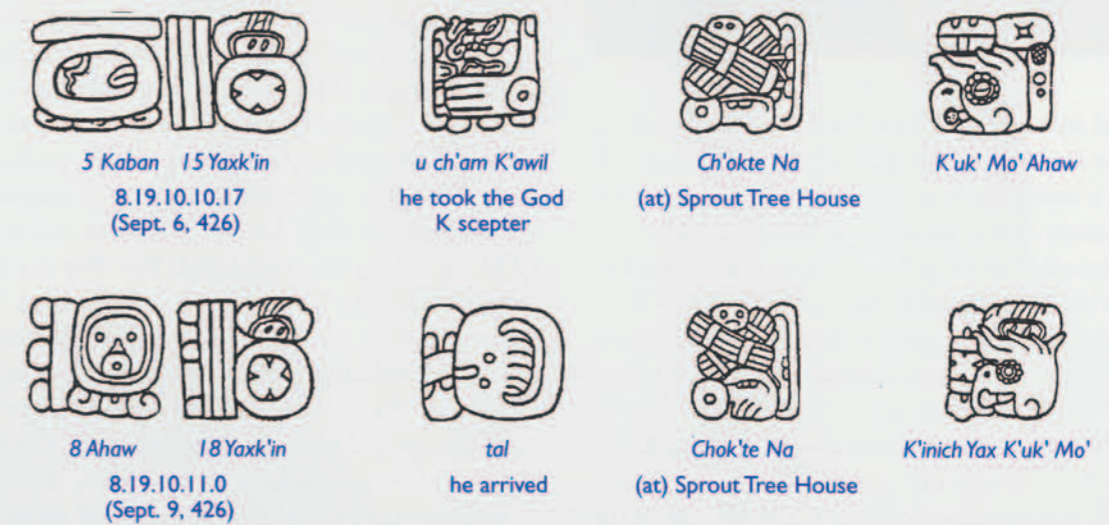 5 Kaban 15 Yaxk'in
u ch'am K'awil
Ch'okte Na
K'uk' Mo' Ahaw
8.19.10.10.17
(Sept. 6, 426)
he took the God
K scepter
(at) Sprout Tree House
8 Ahaw 18 Yaxk'in
tal
Chok'te Na
K'inich Yax K'uk' Mo'
8.19.10.11.0
(Sept. 9, 426)
he arrived
(at) Sprout Tree House